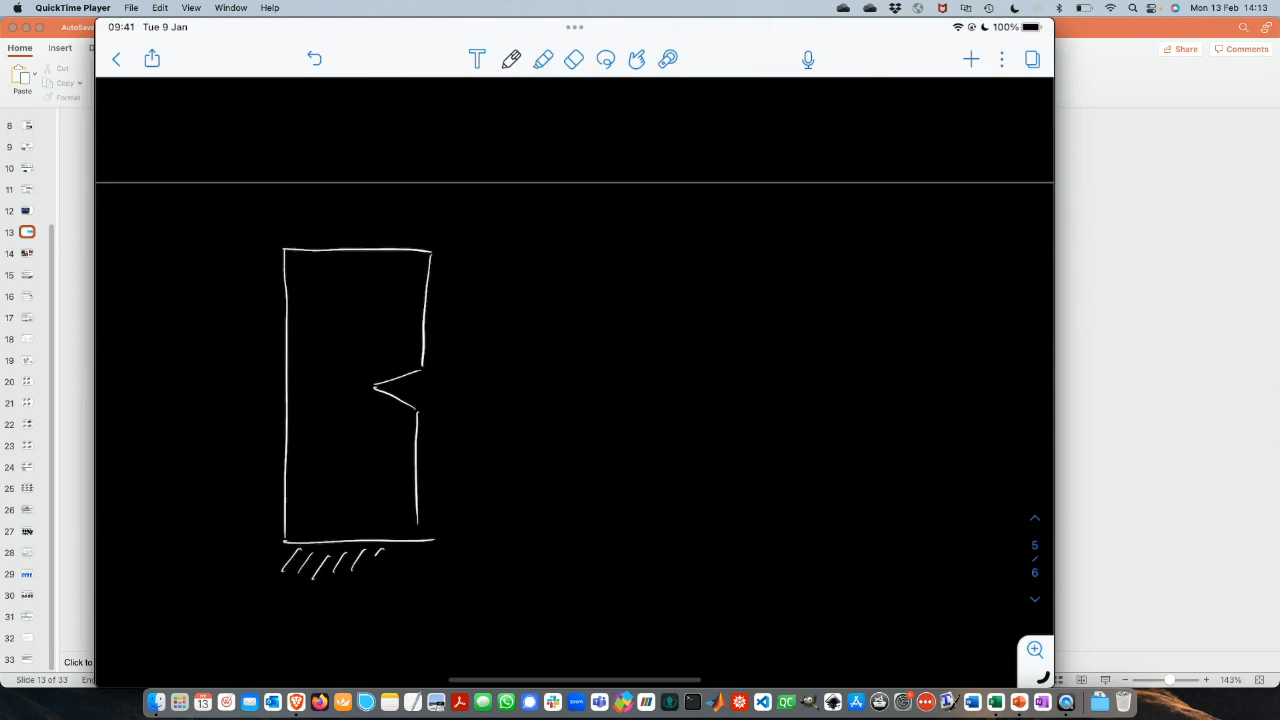 QuickTime Player File Edit View Window Help Mon 13 Feb 14:13
AutoSave
Home Insert D
Share Comments
Paste
Cut
Copy
Format
09:41 Tue 9 Jan 100%
T
8
9
10
11
12
13
14
15
16
17
18
19
20
21
22
23
24
25
26
27
28
29
30
31
32
33
5
/
6
Click to
Slide 13 of 33 143%